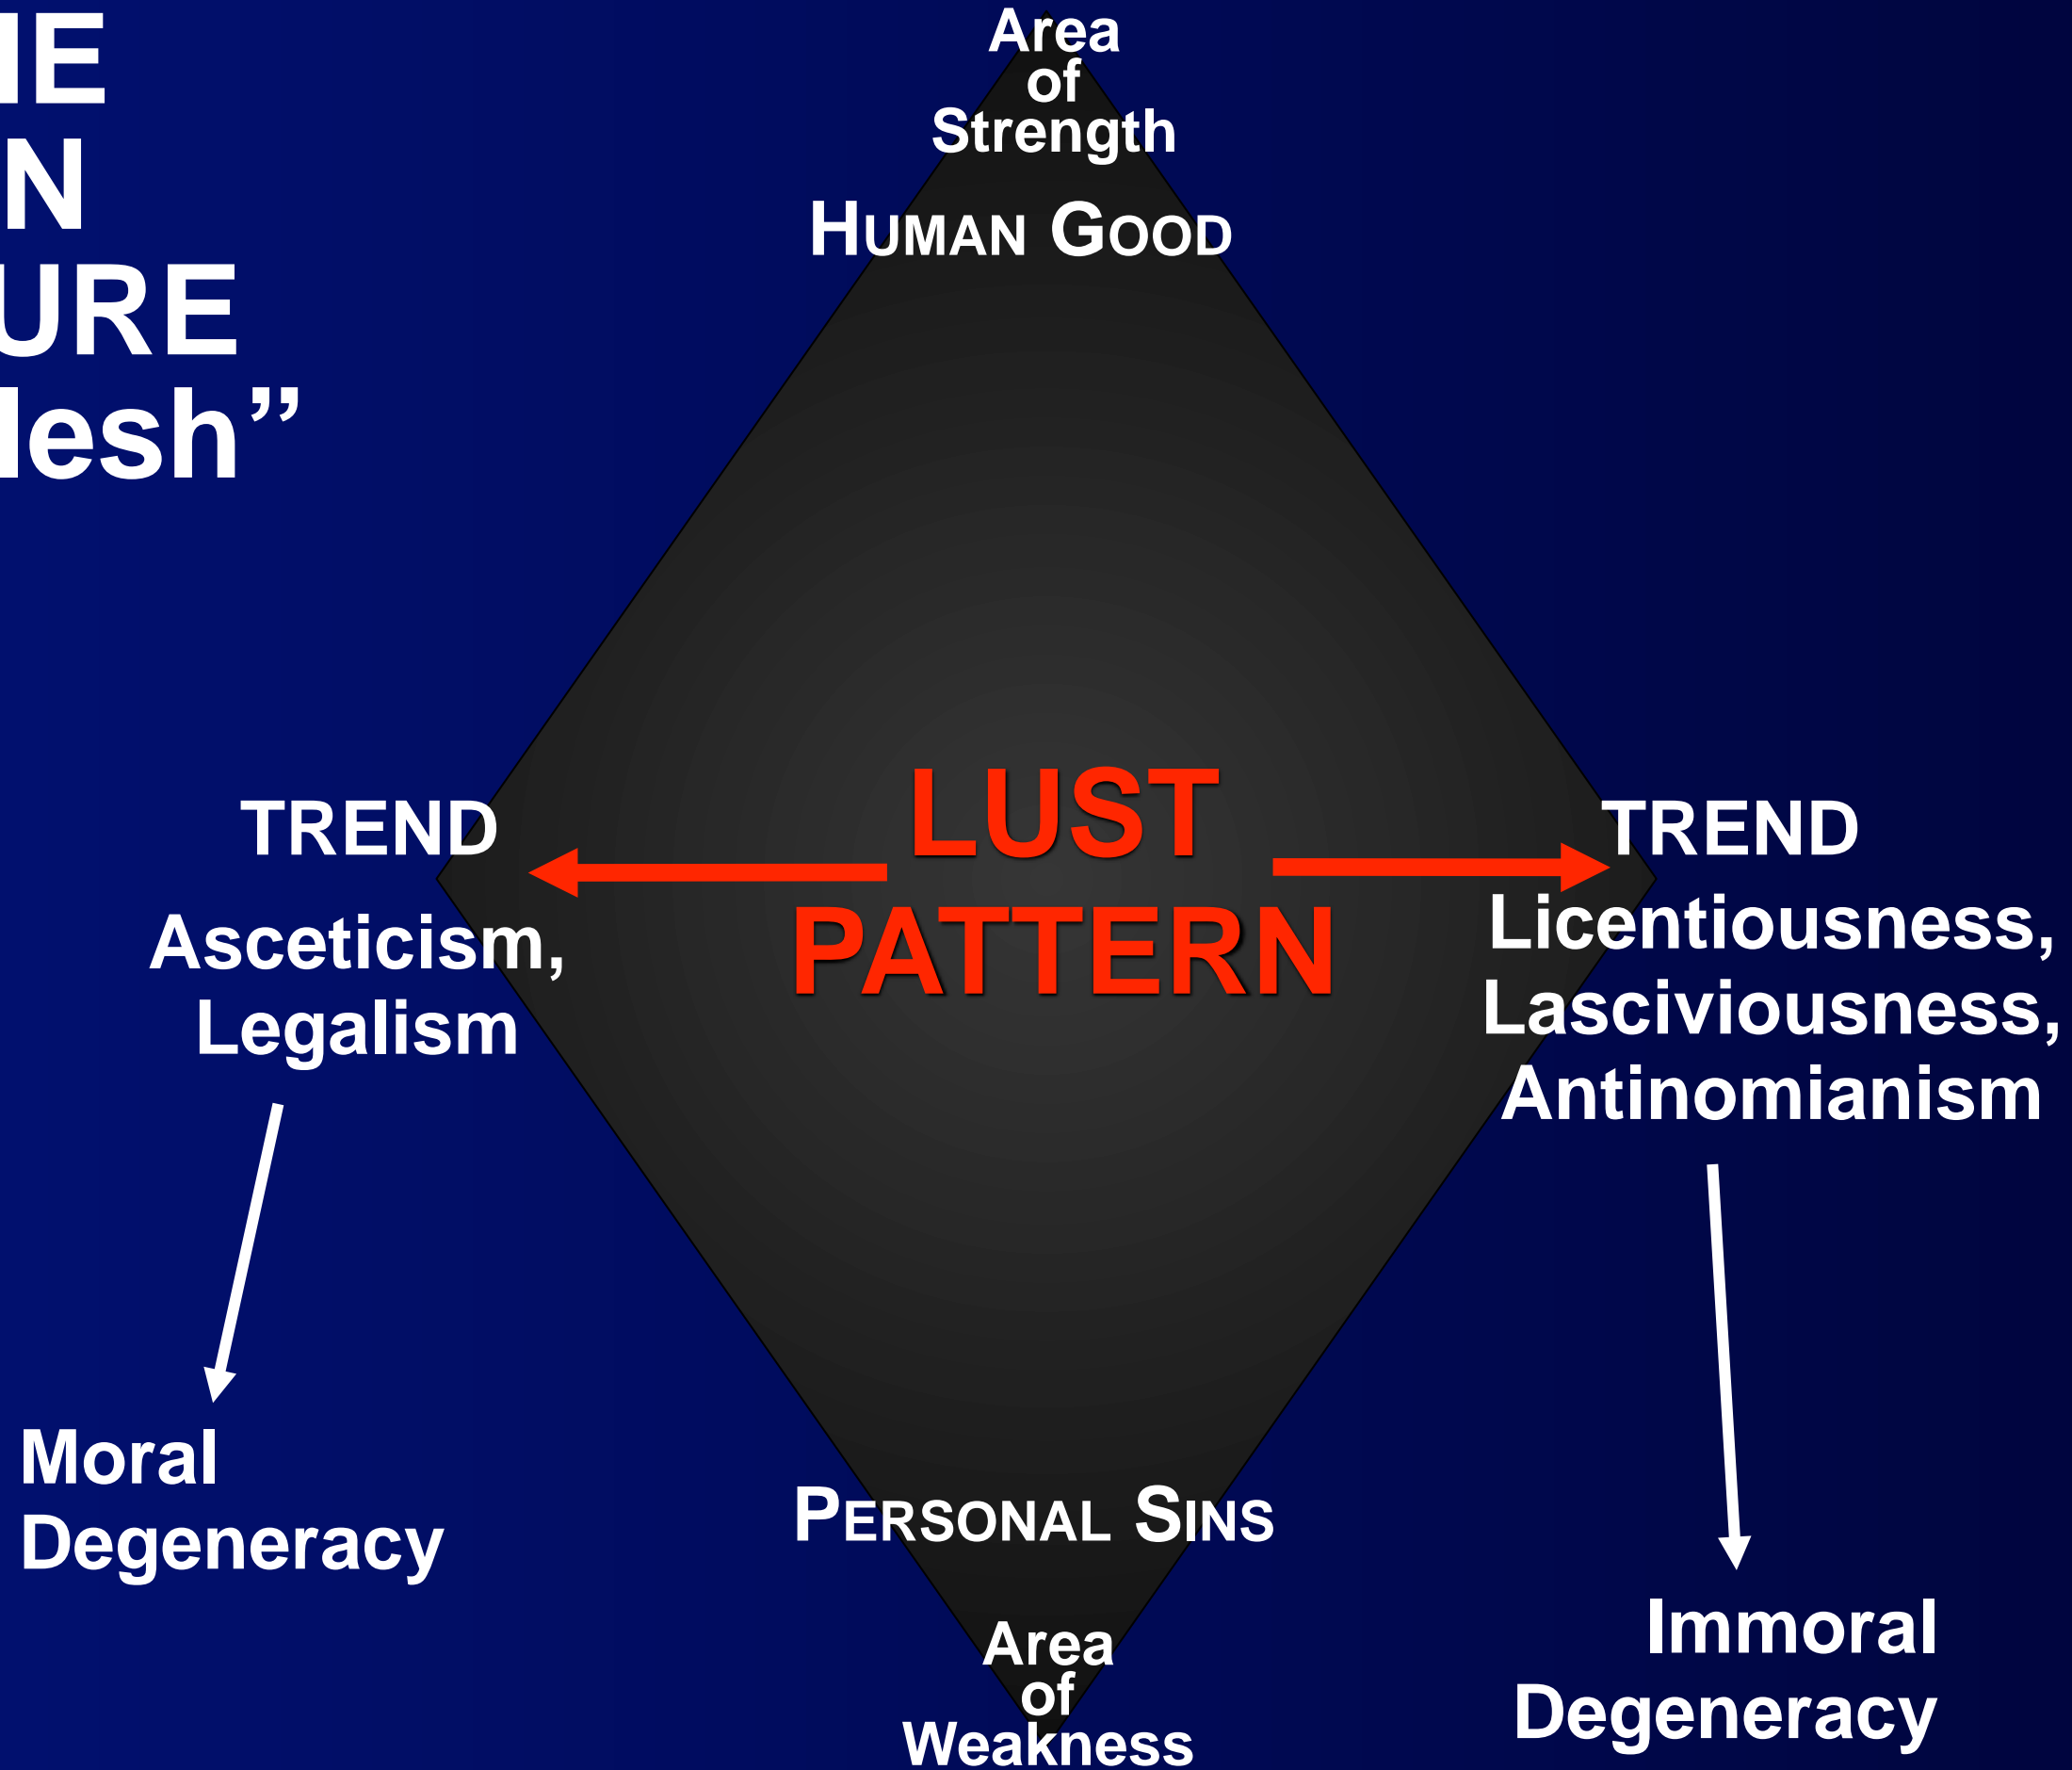 HE
N
URE
lesh”
Area
of
Strength
HUMAN GOOD
LUST
PATTERN
TREND
Asceticism,
Legalism
TREND
Licentiousness,
Lasciviousness,
Antinomianism
Moral
Degeneracy
PERSONAL SINS
Area
of
Weakness
Immoral
Degeneracy